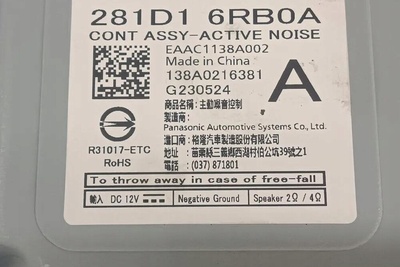 281D1 6RB0A
CONT ASSY-ACTIVE NOISE
EAAC1138A002
Made in China
138A0216381
G230524
A
R31017-ETC
RoHS
品名名稱: 主動噪音控制
製造商:
Panasonic Automotive Systems Co., Ltd.
進口商: 裕隆汽車製造股份有限公司
地址: 苗栗縣三義鄉西湖村伯公坑39號之1
電話: (037) 871801
To throw away in case of free-fall
輸入
DC 12V
Negative Ground
Speaker 2Ω / 4Ω